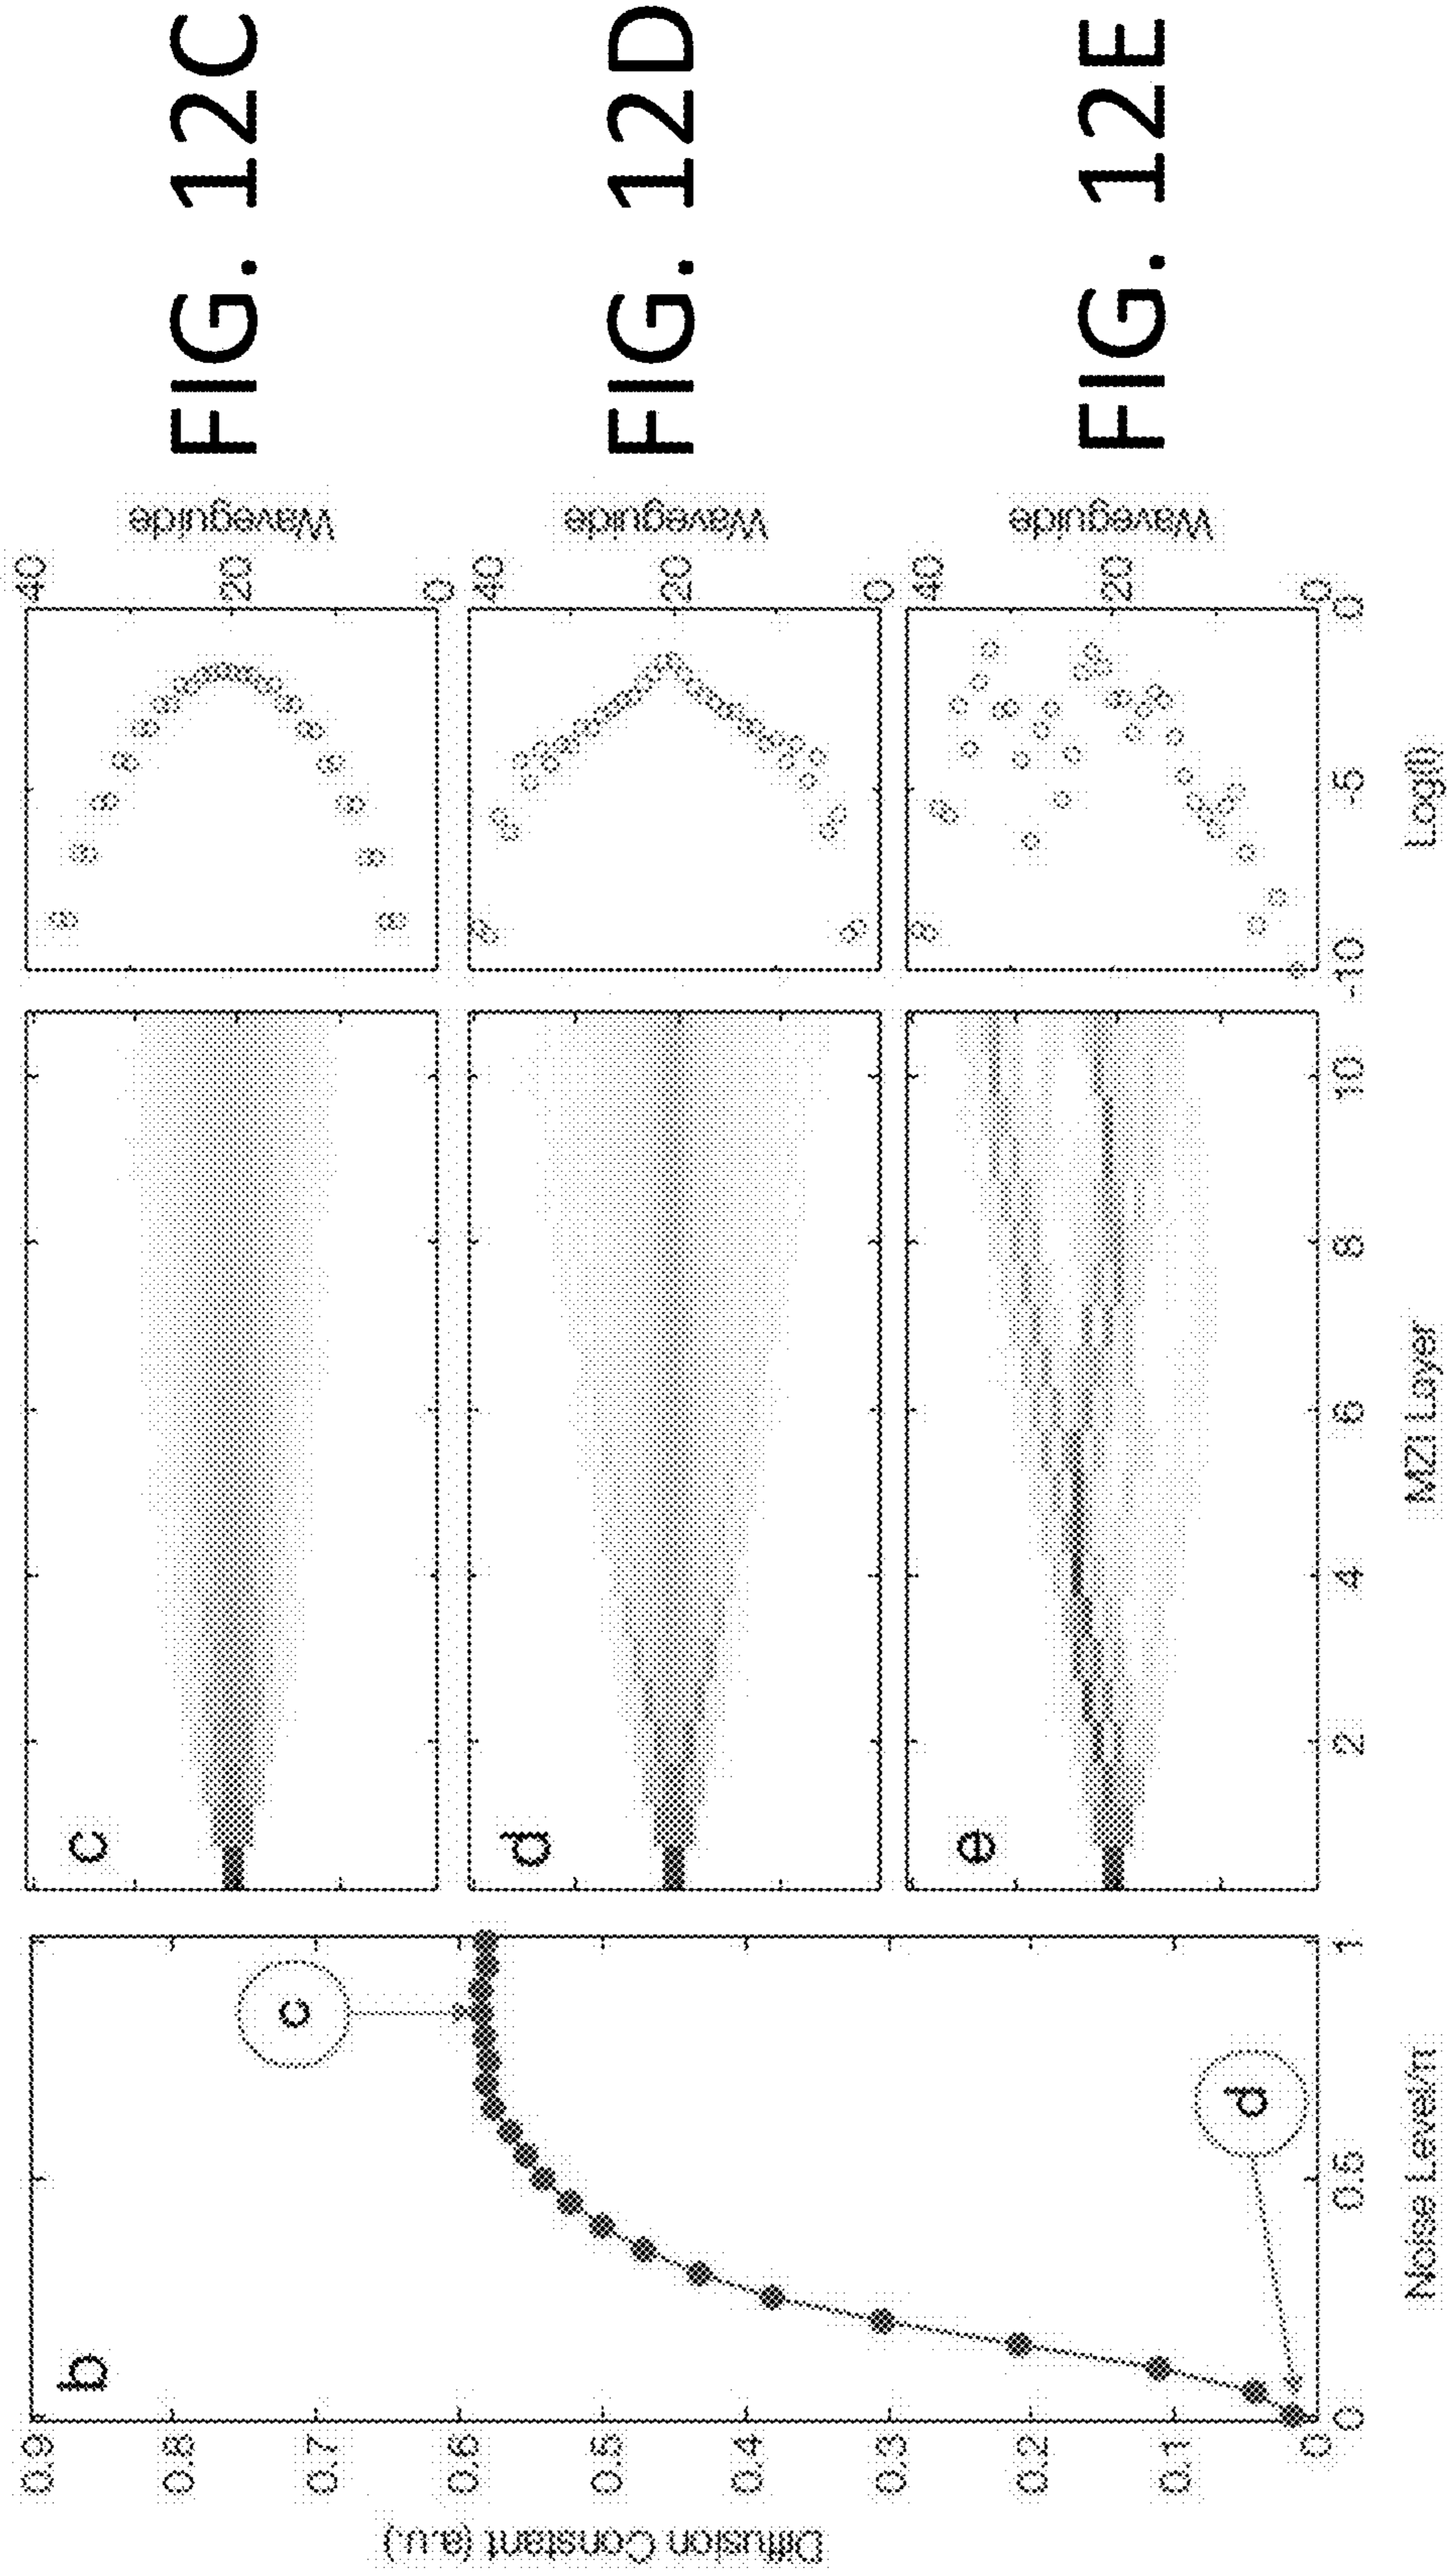 b
0.9
0.8
0.7
0.6
0.5
0.4
0.3
0.2
0.1
0
Diffusion Constant (a.u.)
0
0.5
1
Noise Level/π
c
d
c
40
20
0
Waveguide
FIG. 12C
d
40
20
0
Waveguide
FIG. 12D
e
40
20
0
Waveguide
FIG. 12E
2
4
6
8
10
MZI Layer
-10
-5
0
Log(I)